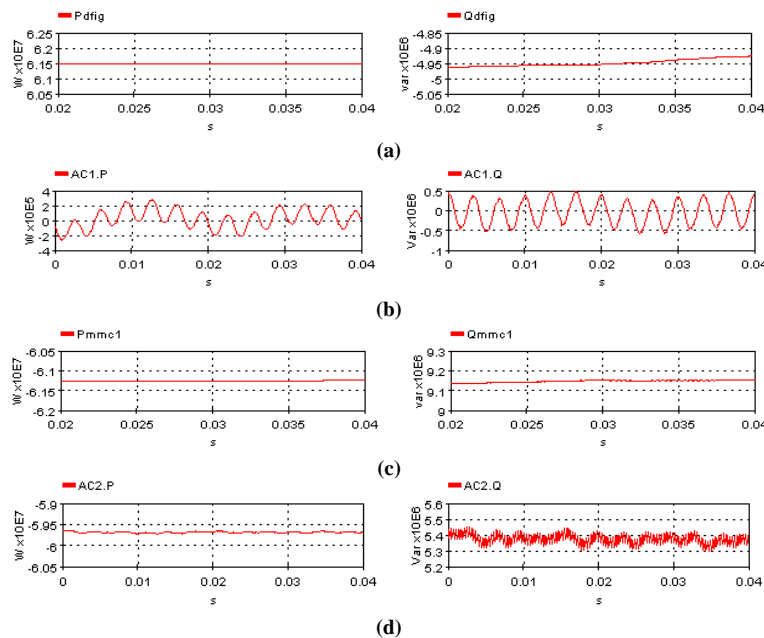 Pdfig
W x10E7
6.25
6.2
6.15
6.1
6.05
0.02 0.025 0.03 0.035 0.04
s
Qdfig
var x10E6
-4.85
-4.9
-4.95
-5
-5.05
0.02 0.025 0.03 0.035 0.04
s
(a)
AC1.P
W x10E5
4
2
0
-2
-4
0 0.01 0.02 0.03 0.04
s
AC1.Q
Var x10E6
0.5
0
-0.5
-1
0 0.01 0.02 0.03 0.04
s
(b)
Pmmc1
W x10E7
-6.05
-6.1
-6.15
-6.2
0.02 0.025 0.03 0.035 0.04
s
Qmmc1
var x10E6
9.3
9.2
9.1
9
0.02 0.025 0.03 0.035 0.04
s
(c)
AC2.P
W x10E7
-5.9
-5.95
-6
-6.05
0 0.01 0.02 0.03 0.04
s
AC2.Q
Var x10E6
5.6
5.5
5.4
5.3
5.2
0 0.01 0.02 0.03 0.04
s
(d)